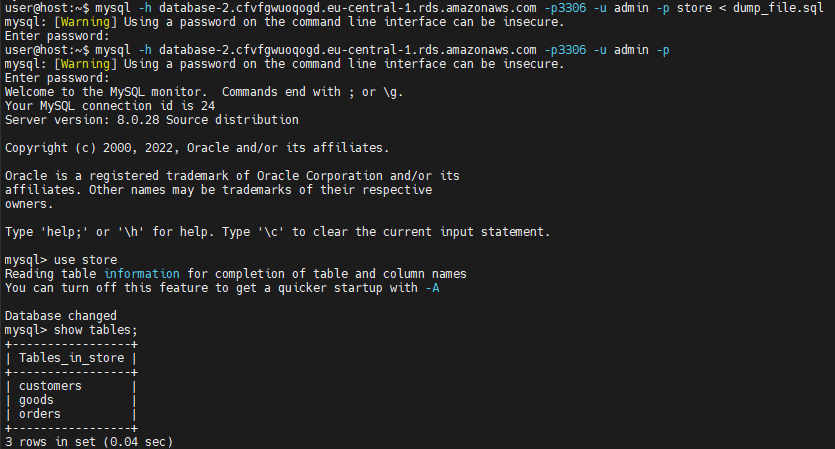 user@host:~$ mysql -h database-2.cfvfgwuoqogd.eu-central-1.rds.amazonaws.com -p3306 -u admin -p store < dump_file.sql
mysql: [Warning] Using a password on the command line interface can be insecure.
Enter password:
user@host:~$ mysql -h database-2.cfvfgwuoqogd.eu-central-1.rds.amazonaws.com -p3306 -u admin -p
mysql: [Warning] Using a password on the command line interface can be insecure.
Enter password:
Welcome to the MySQL monitor.  Commands end with ; or \g.
Your MySQL connection id is 24
Server version: 8.0.28 Source distribution

Copyright (c) 2000, 2022, Oracle and/or its affiliates.

Oracle is a registered trademark of Oracle Corporation and/or its
affiliates. Other names may be trademarks of their respective
owners.

Type 'help;' or '\h' for help. Type '\c' to clear the current input statement.

mysql> use store
Reading table information for completion of table and column names
You can turn off this feature to get a quicker startup with -A

Database changed
mysql> show tables;
+-----------------+
| Tables_in_store |
+-----------------+
| customers       |
| goods           |
| orders          |
+-----------------+
3 rows in set (0.04 sec)